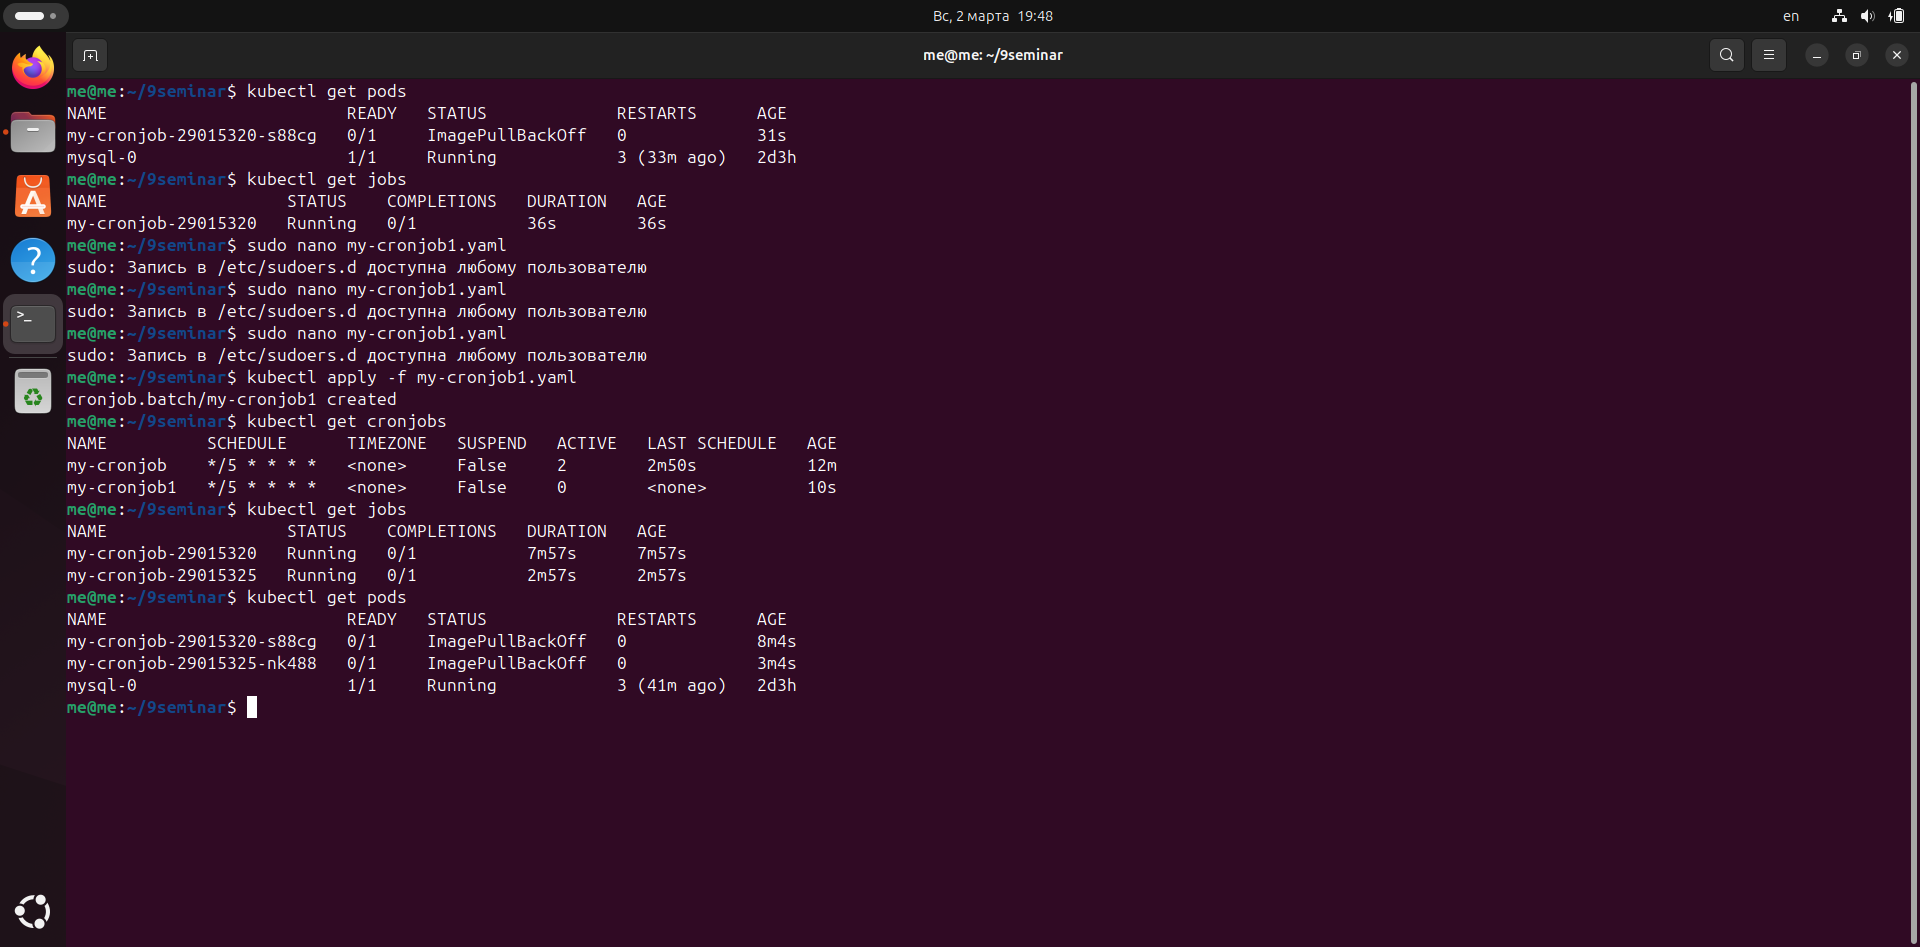 Вс, 2 марта 19:48
en
me@me: ~/9seminar
me@me:~/9seminar$ kubectl get pods
NAME READY STATUS RESTARTS AGE
my-cronjob-29015320-s88cg 0/1 ImagePullBackOff 0 31s
mysql-0 1/1 Running 3 (33m ago) 2d3h
me@me:~/9seminar$ kubectl get jobs
NAME STATUS COMPLETIONS DURATION AGE
my-cronjob-29015320 Running 0/1 36s 36s
me@me:~/9seminar$ sudo nano my-cronjob1.yaml
sudo: Запись в /etc/sudoers.d доступна любому пользователю
me@me:~/9seminar$ sudo nano my-cronjob1.yaml
sudo: Запись в /etc/sudoers.d доступна любому пользователю
me@me:~/9seminar$ sudo nano my-cronjob1.yaml
sudo: Запись в /etc/sudoers.d доступна любому пользователю
me@me:~/9seminar$ kubectl apply -f my-cronjob1.yaml
cronjob.batch/my-cronjob1 created
me@me:~/9seminar$ kubectl get cronjobs
NAME SCHEDULE TIMEZONE SUSPEND ACTIVE LAST SCHEDULE AGE
my-cronjob */5 * * * * <none> False 2 2m50s 12m
my-cronjob1 */5 * * * * <none> False 0 <none> 10s
me@me:~/9seminar$ kubectl get jobs
NAME STATUS COMPLETIONS DURATION AGE
my-cronjob-29015320 Running 0/1 7m57s 7m57s
my-cronjob-29015325 Running 0/1 2m57s 2m57s
me@me:~/9seminar$ kubectl get pods
NAME READY STATUS RESTARTS AGE
my-cronjob-29015320-s88cg 0/1 ImagePullBackOff 0 8m4s
my-cronjob-29015325-nk488 0/1 ImagePullBackOff 0 3m4s
mysql-0 1/1 Running 3 (41m ago) 2d3h
me@me:~/9seminar$